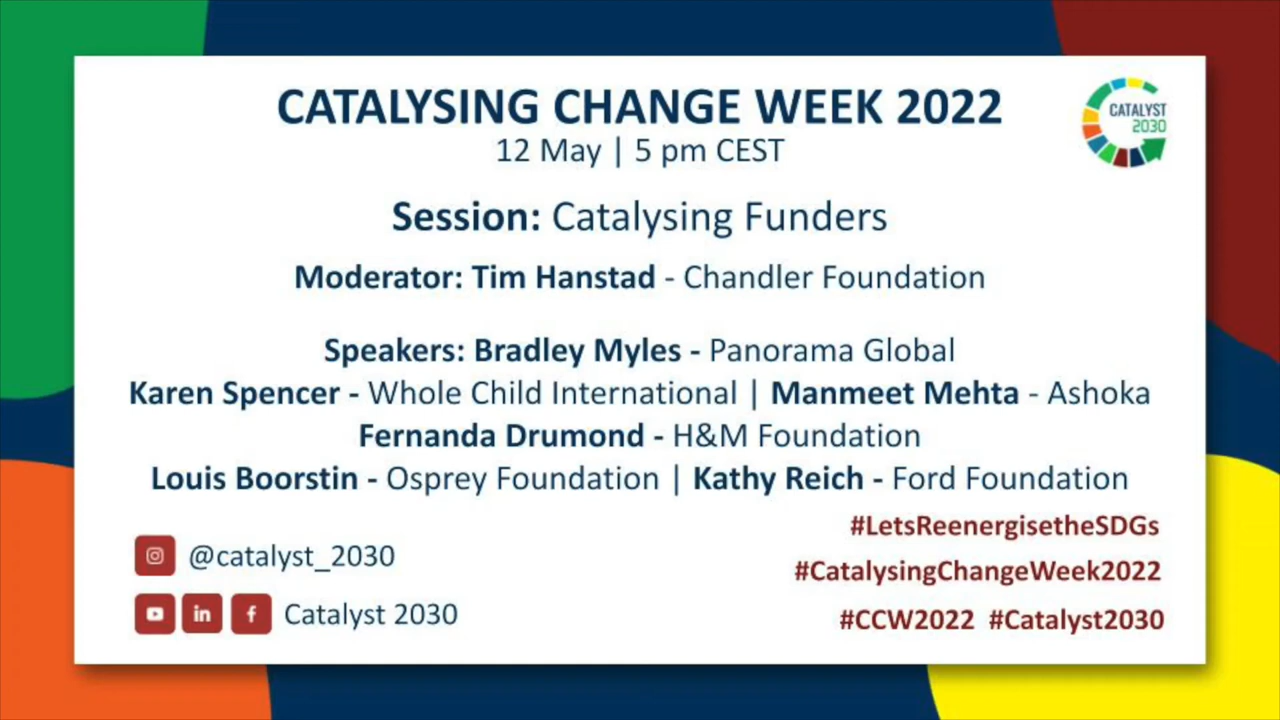 CATALYSING CHANGE WEEK 2022
12 May | 5 pm CEST
CATALYST
2030
Session: Catalysing Funders
Moderator: Tim Hanstad - Chandler Foundation
Speakers: Bradley Myles - Panorama Global
Karen Spencer - Whole Child International | Manmeet Mehta - Ashoka
Fernanda Drumond - H&M Foundation
Louis Boorstin - Osprey Foundation | Kathy Reich - Ford Foundation
#LetsReenergisetheSDGs
@catalyst_2030
#CatalysingChangeWeek2022
in f Catalyst 2030
#CCW2022 #Catalyst2030